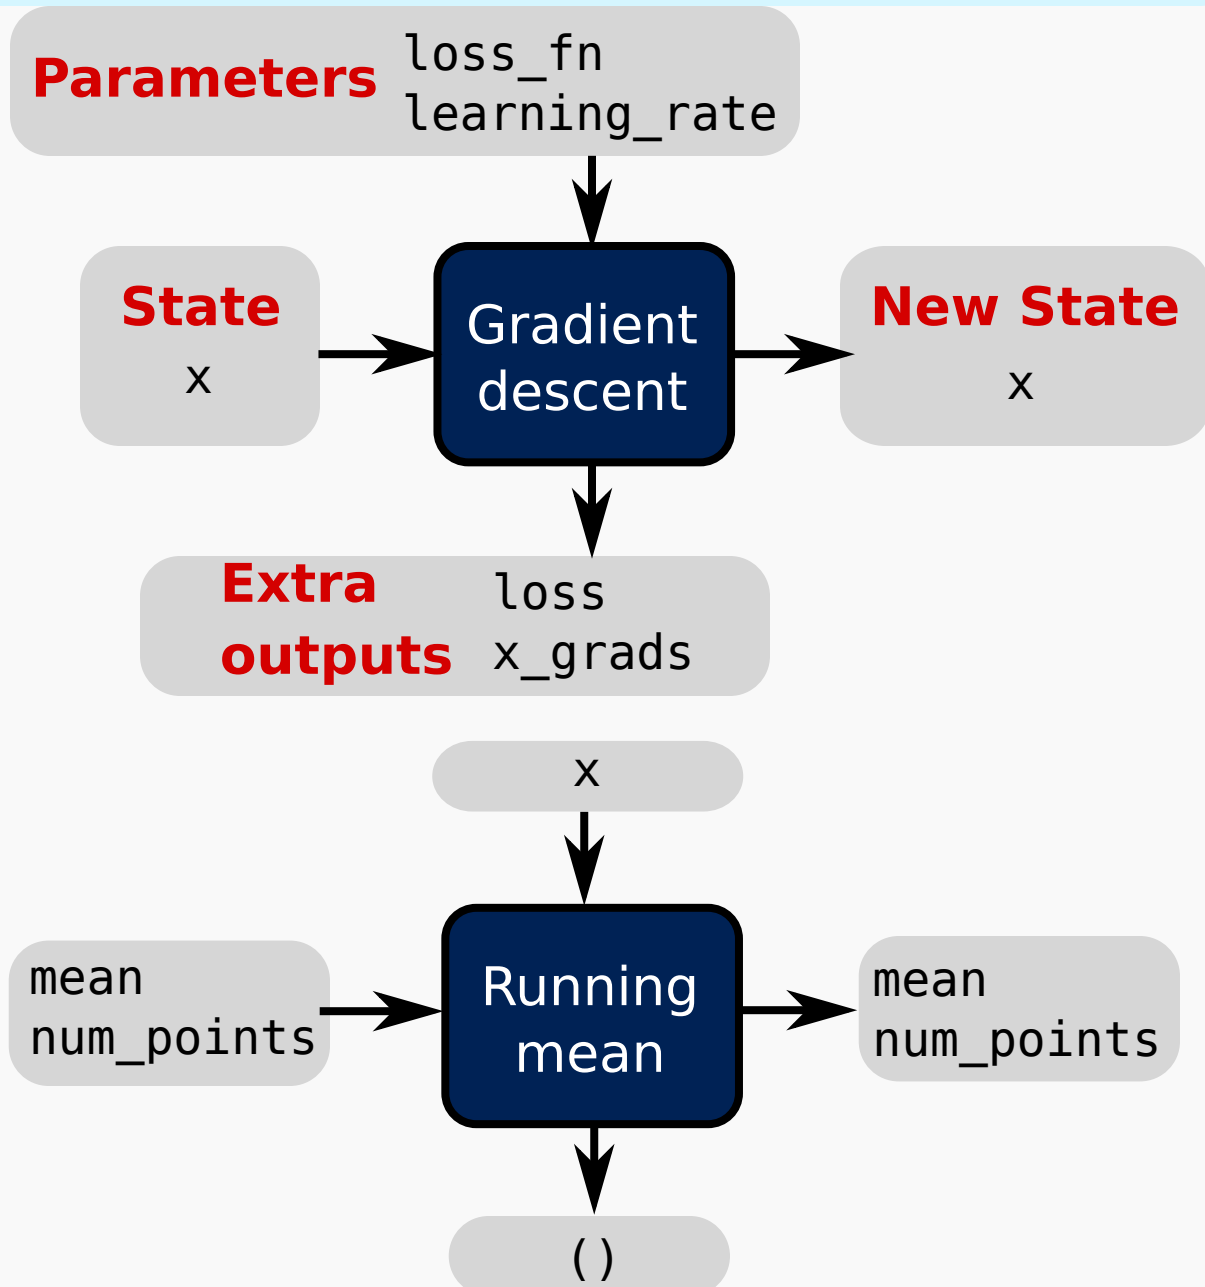 Parameters
loss_fn
learning_rate
State
x
Gradient
descent
New State
x
Extra
outputs
loss
x_grads
x
mean
num_points
Running
mean
mean
num_points
()